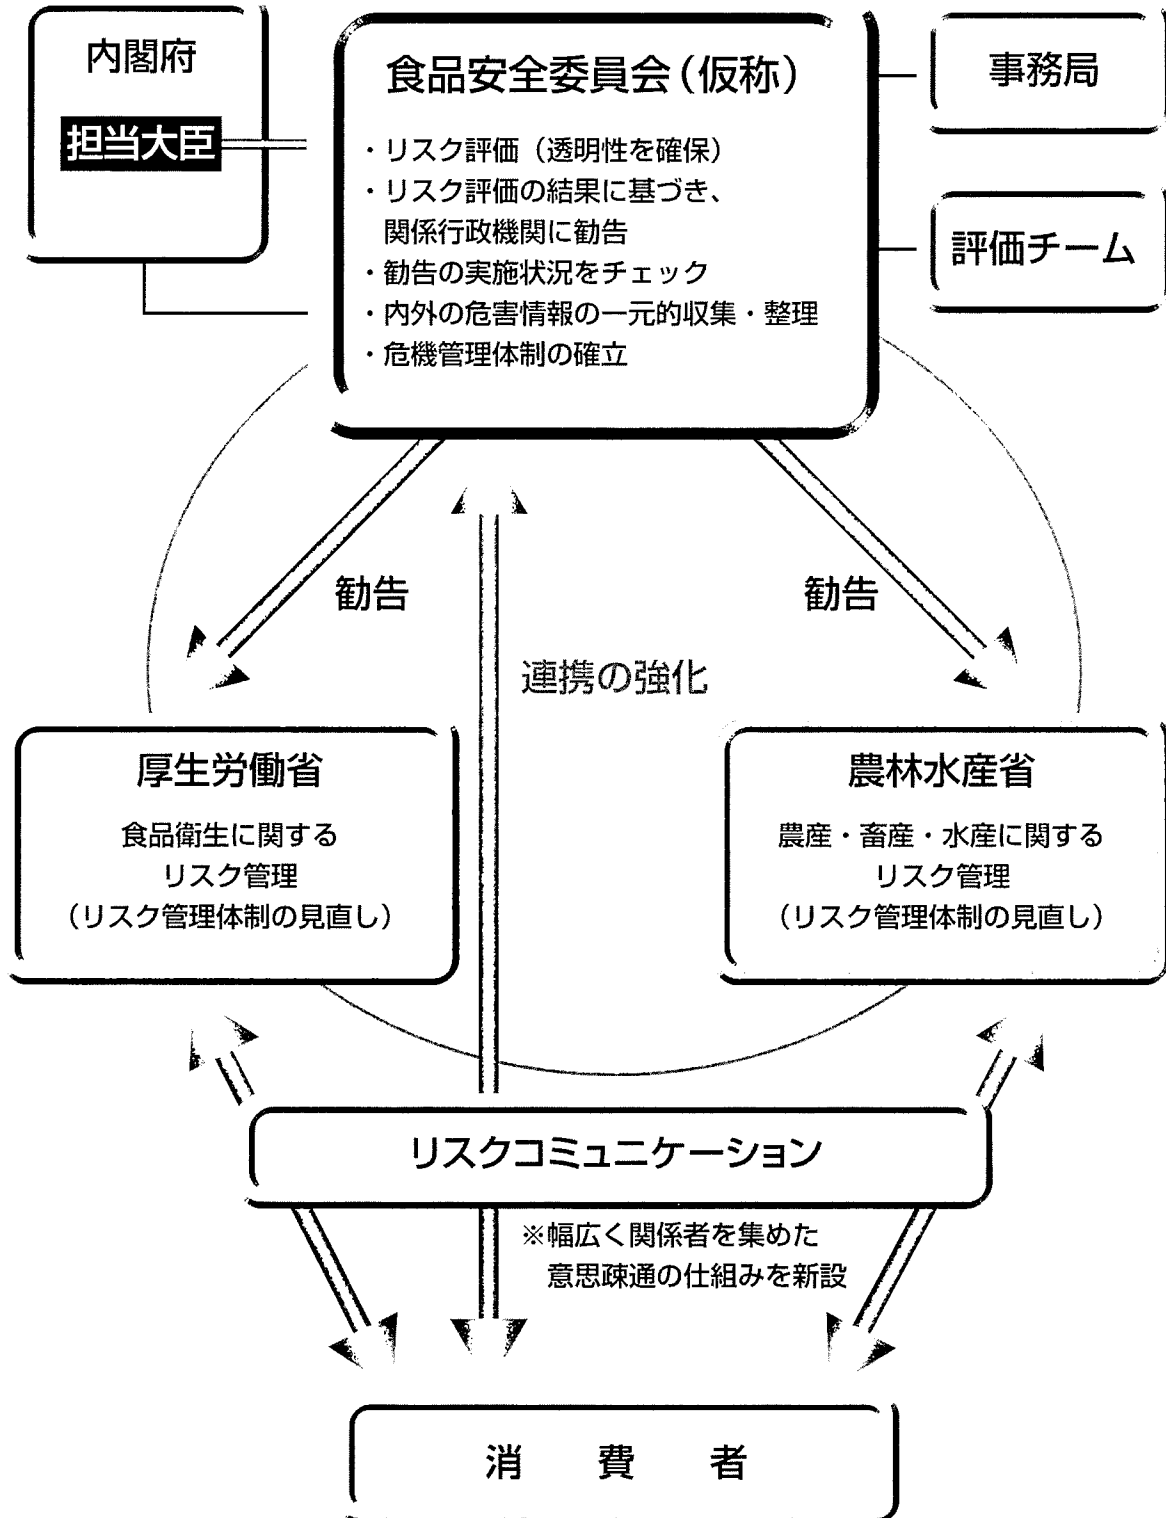 内閣府
担当大臣
食品安全委員会（仮称）
・リスク評価（透明性を確保）
・リスク評価の結果に基づき、
関係行政機関に勧告
・勧告の実施状況をチェック
・内外の危害情報の一元的収集・整理
・危機管理体制の確立
事務局
評価チーム
勧告
勧告
連携の強化
厚生労働省
食品衛生に関する
リスク管理
（リスク管理体制の見直し）
農林水産省
農産・畜産・水産に関する
リスク管理
（リスク管理体制の見直し）
リスクコミュニケーション
※幅広く関係者を集めた
意思疎通の仕組みを新設
消　費　者